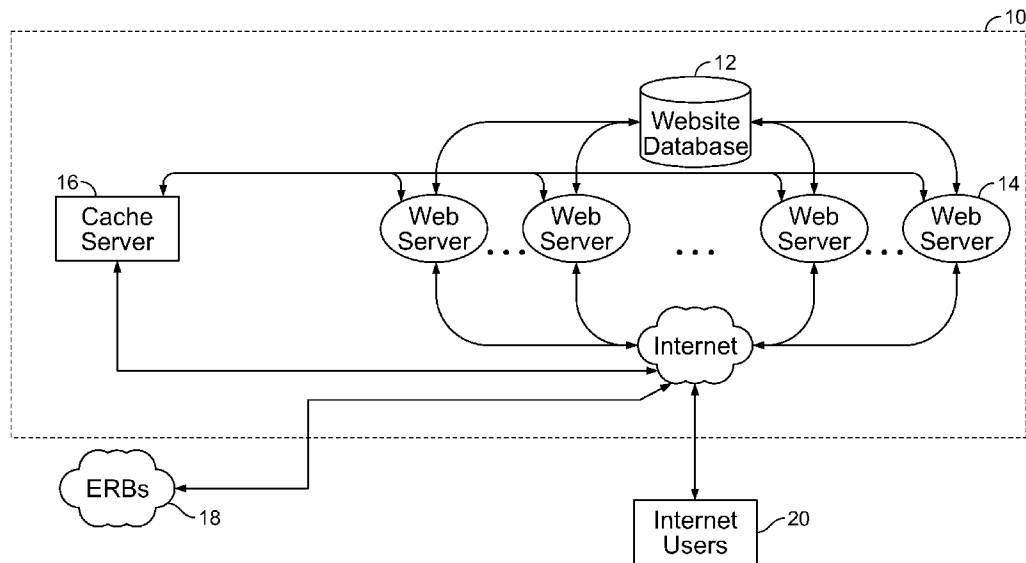 10
12
Website
Database
16
Cache
Server
Web
Server
...
Web
Server
...
Web
Server
...
14
Web
Server
Internet
ERBs
18
Internet
Users
20